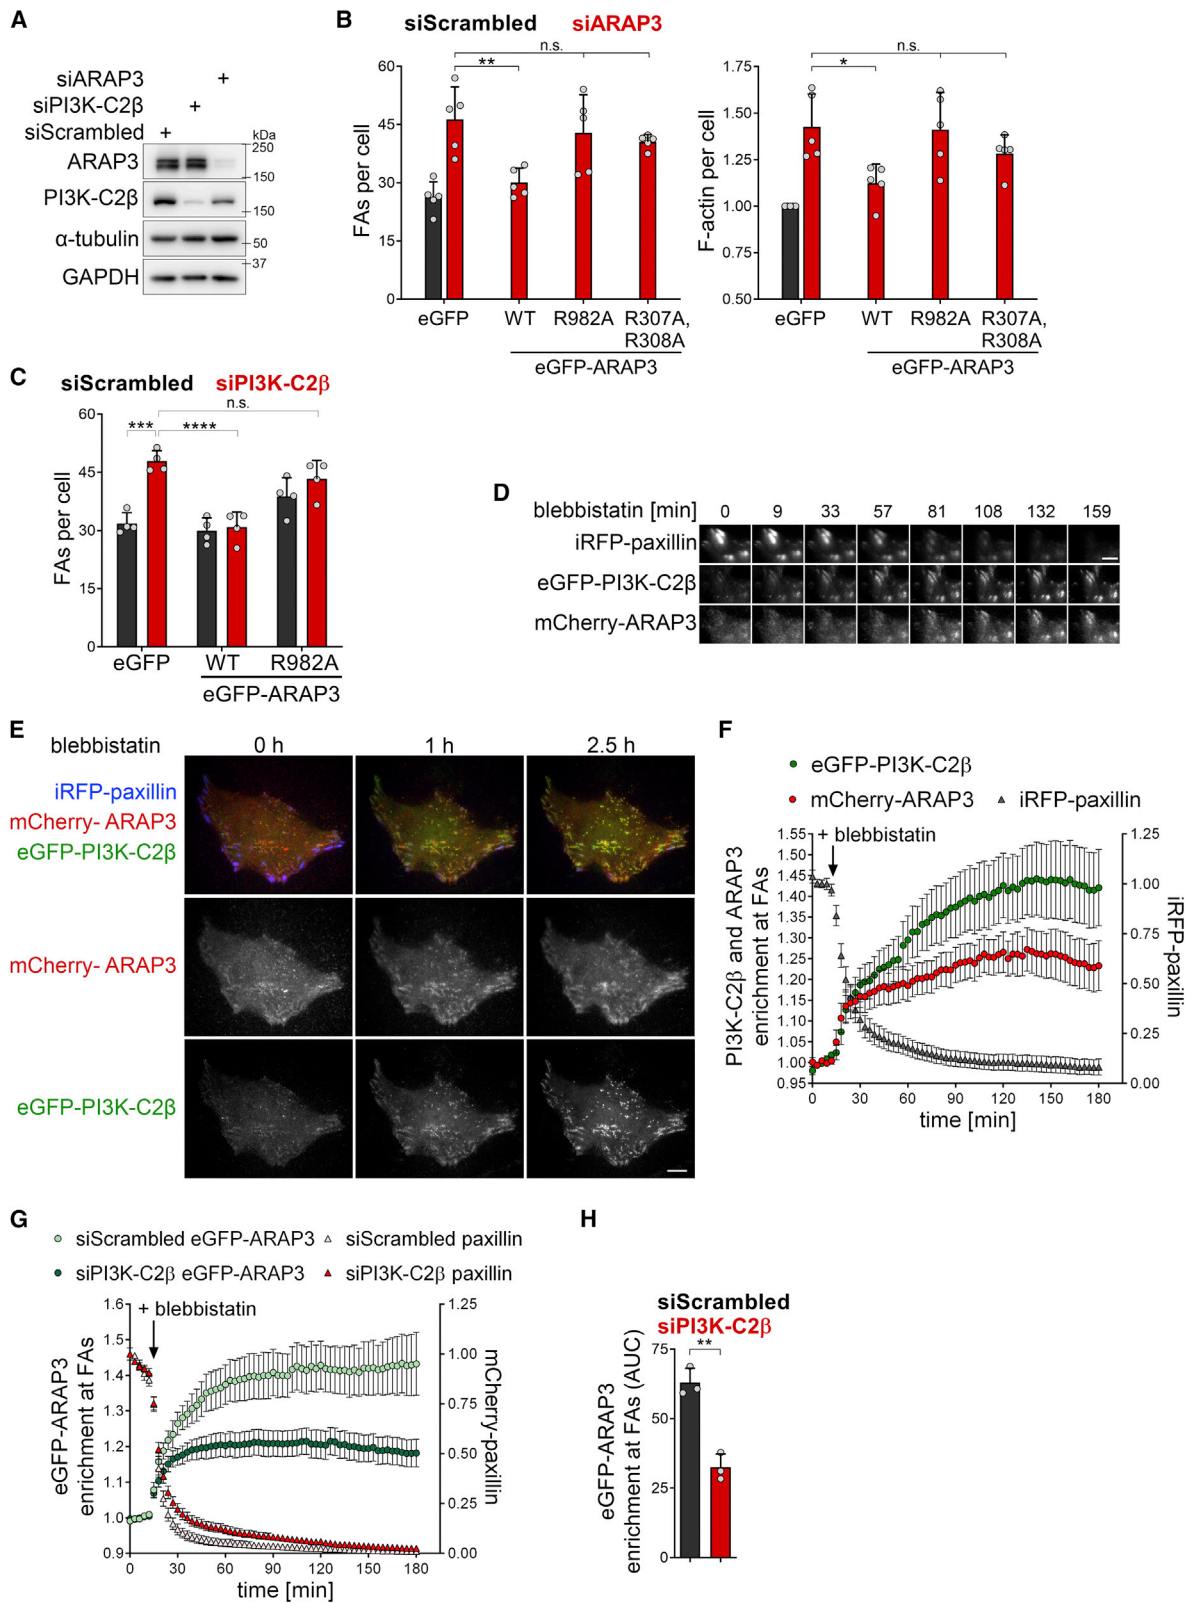 A
siARAP3 +
siPI3K-C2β +
siScrambled +
kDa
ARAP3
250
150
PI3K-C2β
150
α-tubulin
50
GAPDH
37
B
siScrambled siARAP3
n.s.
**
60
45
30
15
0
FAs per cell
eGFP
WT
R982A
R307A,
R308A
eGFP-ARAP3
n.s.
*
1.75
1.50
1.25
1.00
0.75
0.50
F-actin per cell
eGFP
WT
R982A
R307A,
R308A
eGFP-ARAP3
C
siScrambled siPI3K-C2β
n.s.
*** ****
60
45
30
15
0
FAs per cell
eGFP
WT
R982A
eGFP-ARAP3
D
blebbistatin [min] 0 9 33 57 81 108 132 159
iRFP-paxillin
eGFP-PI3K-C2β
mCherry-ARAP3
E
blebbistatin 0 h 1 h 2.5 h
iRFP-paxillin
mCherry- ARAP3
eGFP-PI3K-C2β
mCherry- ARAP3
eGFP-PI3K-C2β
F
eGFP-PI3K-C2β
mCherry-ARAP3 iRFP-paxillin
+ blebbistatin
1.55
1.50
1.45
1.40
1.35
1.30
1.25
1.20
1.15
1.10
1.05
1.00
0.95
PI3K-C2β and ARAP3
enrichment at FAs
1.25
1.00
0.75
0.50
0.25
0.00
iRFP-paxillin
0 30 60 90 120 150 180
time [min]
G
siScrambled eGFP-ARAP3 siScrambled paxillin
siPI3K-C2β eGFP-ARAP3 siPI3K-C2β paxillin
+ blebbistatin
1.6
1.5
1.4
1.3
1.2
1.1
1.0
0.9
eGFP-ARAP3
enrichment at FAs
1.25
1.00
0.75
0.50
0.25
0.00
mCherry-paxillin
0 30 60 90 120 150 180
time [min]
H
siScrambled
siPI3K-C2β
**
75
50
25
0
eGFP-ARAP3
enrichment at FAs (AUC)